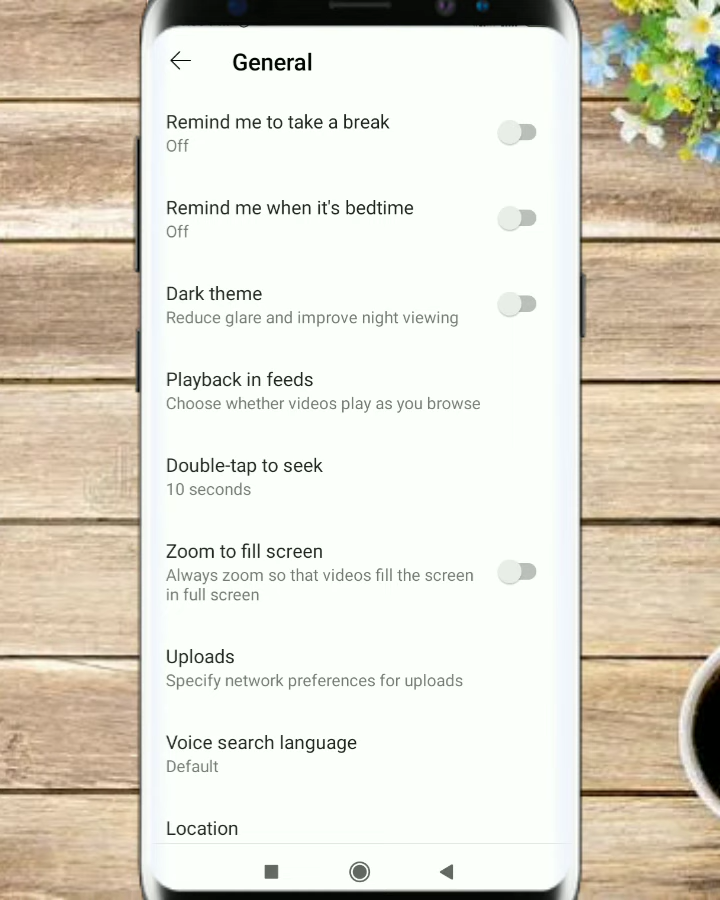 General
Remind me to take a break
Off
Remind me when it's bedtime
Off
Dark theme
Reduce glare and improve night viewing
Playback in feeds
Choose whether videos play as you browse
Double-tap to seek
10 seconds
Zoom to fill screen
Always zoom so that videos fill the screen
in full screen
Uploads
Specify network preferences for uploads
Voice search language
Default
Location